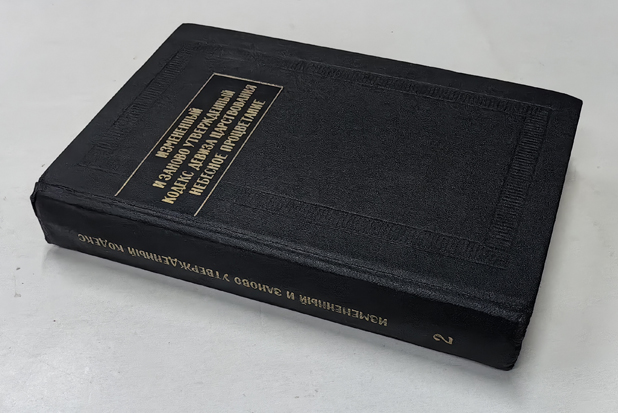 ИЗМЕНЕННЫЙ
И ЗАНОВО УТВЕРЖДЕННЫЙ
КОДЕКС ДЕВИЗА ЦАРСТВОВАНИЯ
НЕБЕСНОЕ ПРОЦВЕТАНИЕ
ИЗМЕНЕННЫЙ И ЗАНОВО УТВЕРЖДЕННЫЙ КОДЕКС
2